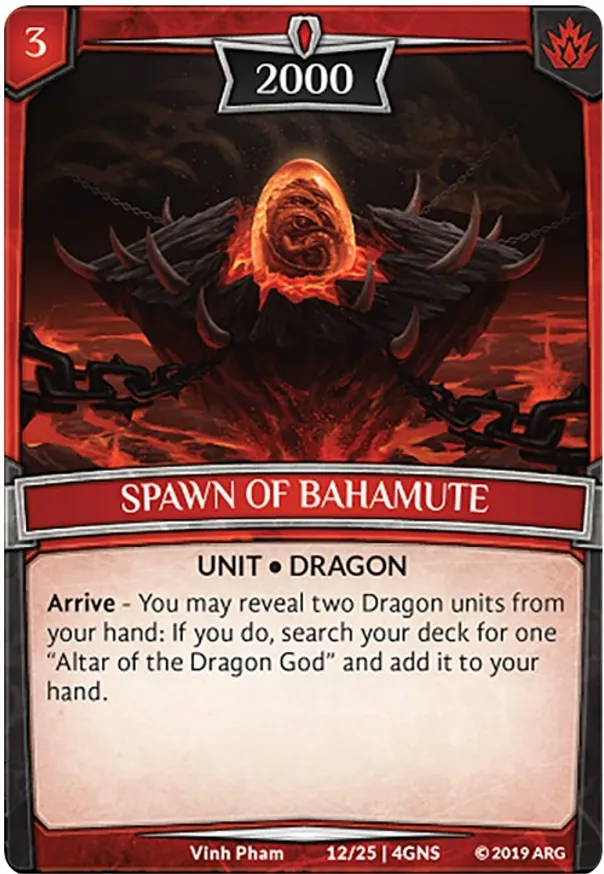 3
2000
SPAWN OF BAHAMUTE
UNIT • DRAGON
Arrive - You may reveal two Dragon units from
your hand: If you do, search your deck for one
“Altar of the Dragon God” and add it to your
hand.
Vinh Pham 12/25 | 4GNS © 2019 ARG